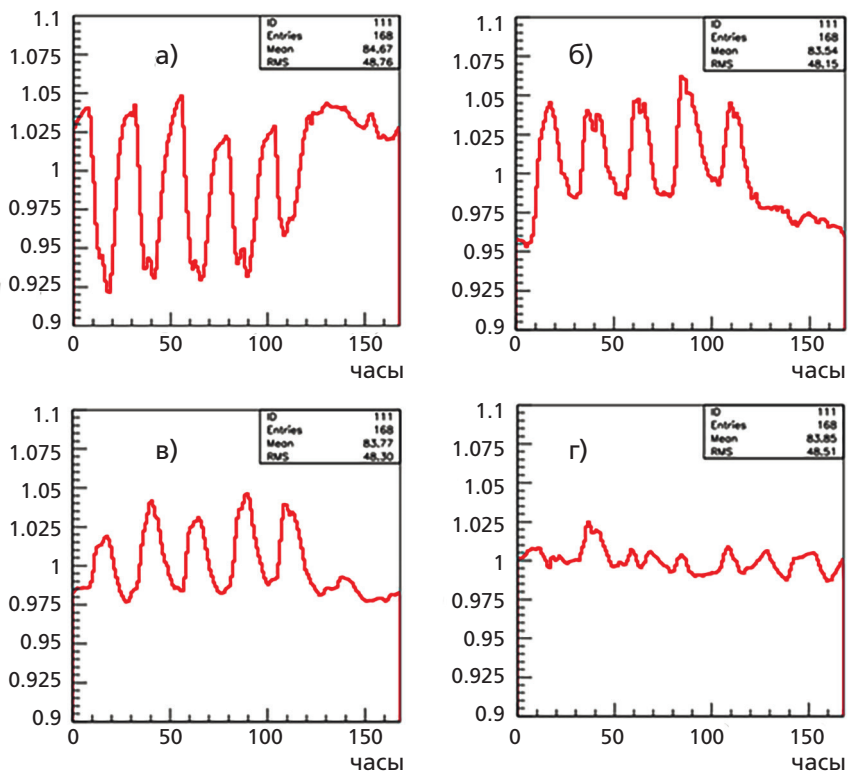 а)
ID 111
Entries 168
Mean 84.67
RMS 48.76
1.1
1.075
1.05
1.025
1
0.975
0.95
0.925
0.9
0 50 100 150
часы
б)
ID 111
Entries 168
Mean 83.54
RMS 48.15
1.1
1.075
1.05
1.025
1
0.975
0.95
0.925
0.9
0 50 100 150
часы
в)
ID 111
Entries 168
Mean 83.77
RMS 48.30
1.1
1.075
1.05
1.025
1
0.975
0.95
0.925
0.9
0 50 100 150
часы
г)
ID 111
Entries 168
Mean 83.85
RMS 48.51
1.1
1.075
1.05
1.025
1
0.975
0.95
0.925
0.9
0 50 100 150
часы